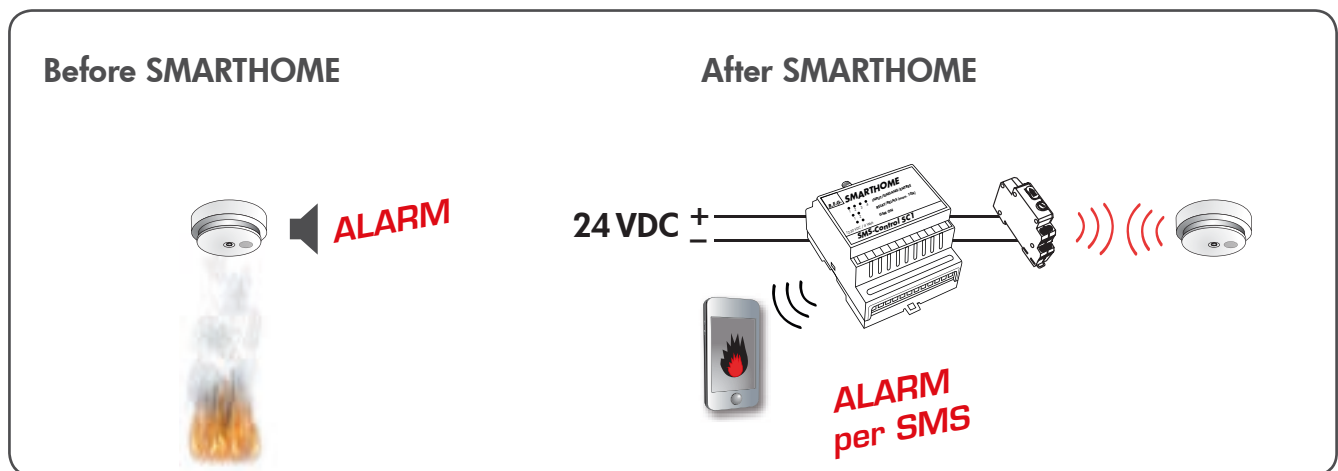 Before SMARTHOME
After SMARTHOME
ALARM
24 VDC +
–
SMARTHOME
SMS-Control SC1
ALARM
per SMS